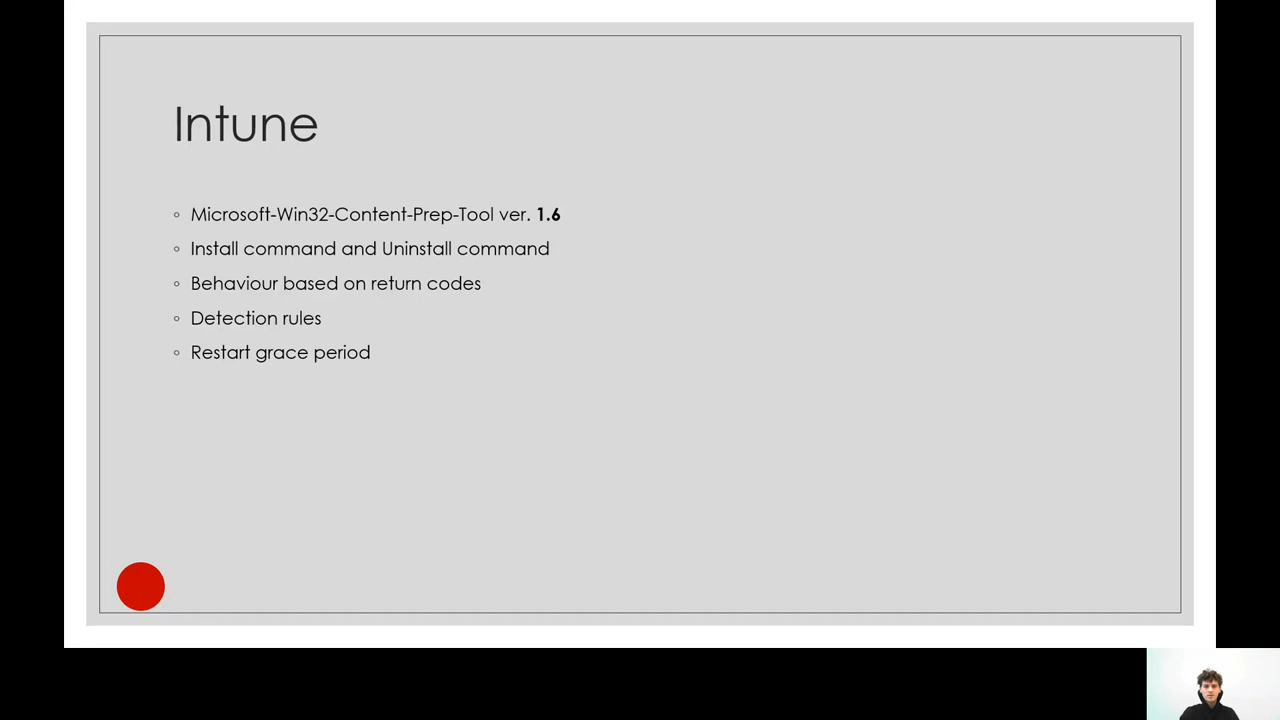 Intune
Microsoft-Win32-Content-Prep-Tool ver. 1.6
Install command and Uninstall command
Behaviour based on return codes
Detection rules
Restart grace period